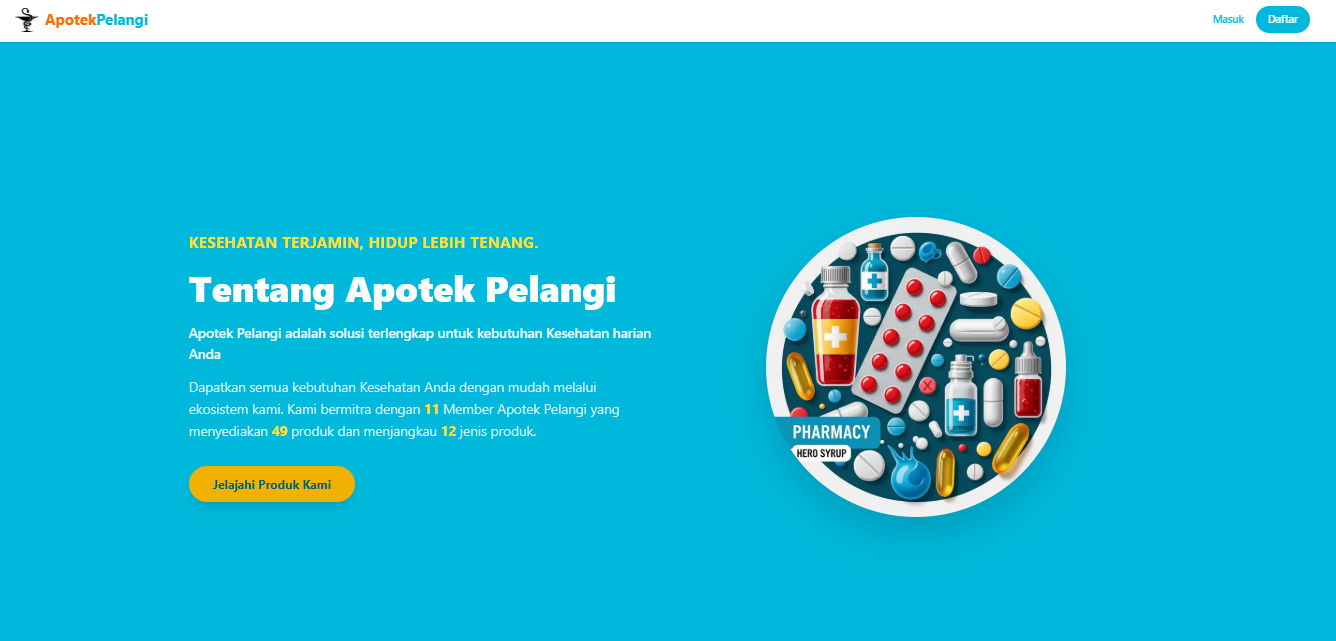 ApotekPelangi
Masuk
Daftar
KESEHATAN TERJAMIN, HIDUP LEBIH TENANG.
Tentang Apotek Pelangi
Apotek Pelangi adalah solusi terlengkap untuk kebutuhan Kesehatan harian
Anda
Dapatkan semua kebutuhan Kesehatan Anda dengan mudah melalui
ekosistem kami. Kami bermitra dengan 11 Member Apotek Pelangi yang
menyediakan 49 produk dan menjangkau 12 jenis produk.
Jelajahi Produk Kami
PHARMACY
HERO SYRUP